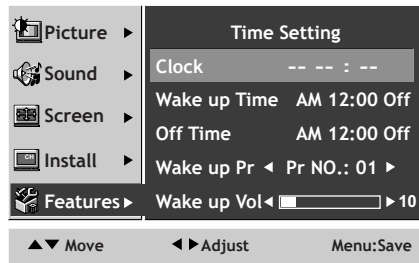 Picture ▶
Sound ▶
Screen ▶
CH
Install ▶
Features ▶
Time Setting
Clock -- -- : --
Wake up Time AM 12:00 Off
Off Time AM 12:00 Off
Wake up Pr ◀ Pr NO.: 01 ▶
Wake up Vol ◀ ▶ 10
▲▼ Move ◀ ▶ Adjust Menu:Save